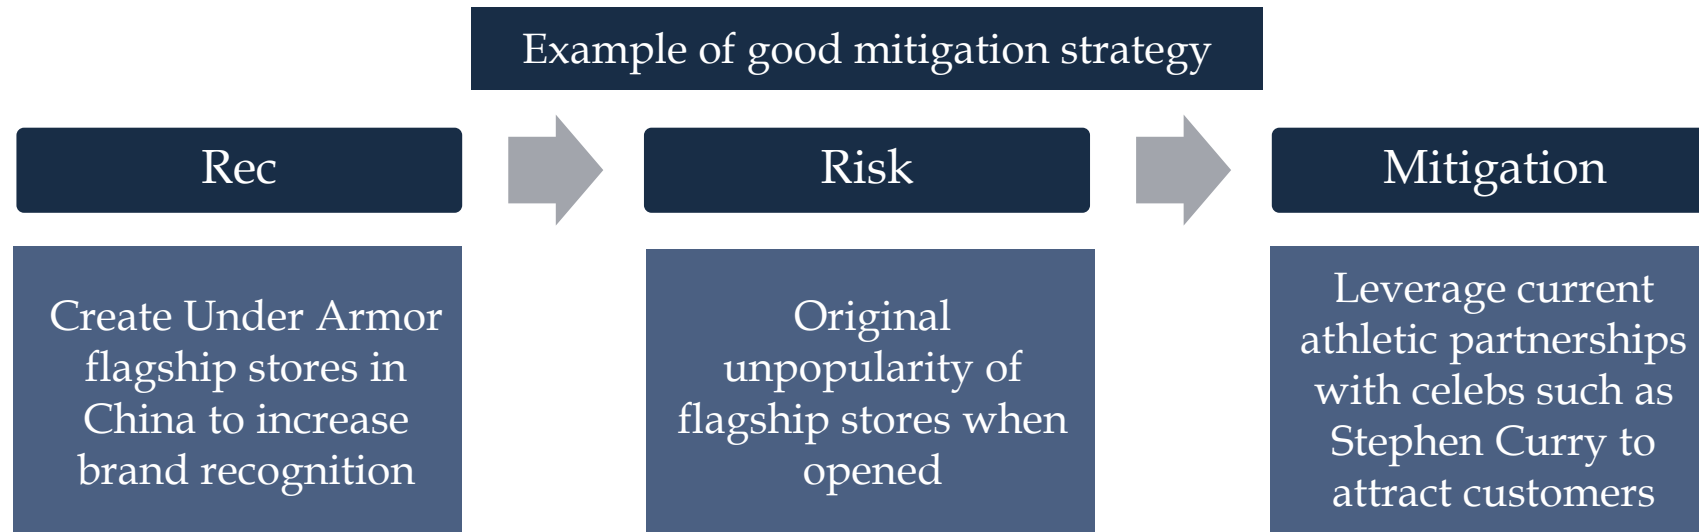 Example of good mitigation strategy
Rec
Risk
Mitigation
Create Under Armor
flagship stores in
China to increase
brand recognition
Original
unpopularity of
flagship stores when
opened
Leverage current
athletic partnerships
with celebs such as
Stephen Curry to
attract customers